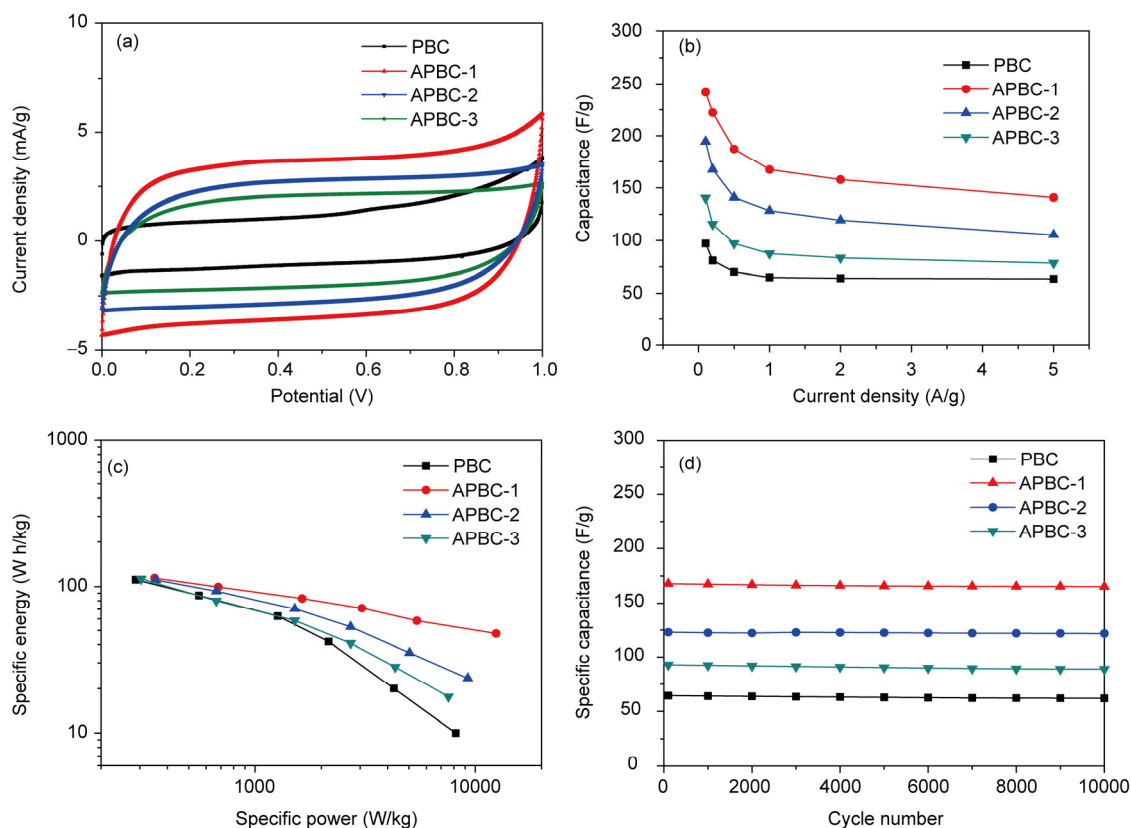 (a)
PBC
APBC-1
APBC-2
APBC-3
10
5
0
−5
Current density (mA/g)
0.0 0.2 0.4 0.6 0.8 1.0
Potential (V)
(b)
PBC
APBC-1
APBC-2
APBC-3
300
250
200
150
100
50
0
Capacitance (F/g)
0 1 2 3 4 5
Current density (A/g)
(c)
PBC
APBC-1
APBC-2
APBC-3
1000
100
10
Specific energy (W h/kg)
1000 10000
Specific power (W/kg)
(d)
PBC
APBC-1
APBC-2
APBC-3
300
250
200
150
100
50
0
Specific capacitance (F/g)
0 2000 4000 6000 8000 10000
Cycle number